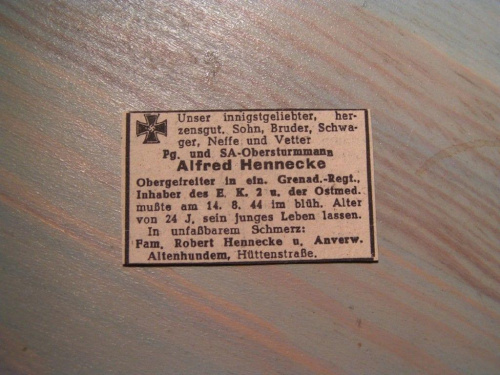 Unser innigstgeliebter, her-
zensgut. Sohn, Bruder, Schwa-
ger, Neffe und Vetter
Pg. und SA-Obersturmmann
Alfred Hennecke
Obergefreiter in ein. Grenad.-Regt.,
Inhaber des E. K. 2 u. der Ostmed.
mußte am 14. 8. 44 im blüh. Alter
von 24 J, sein junges Leben lassen.
In unfaßbarem Schmerz:
Fam. Robert Hennecke u, Anverw.
Altenhundem, Hüttenstraße.